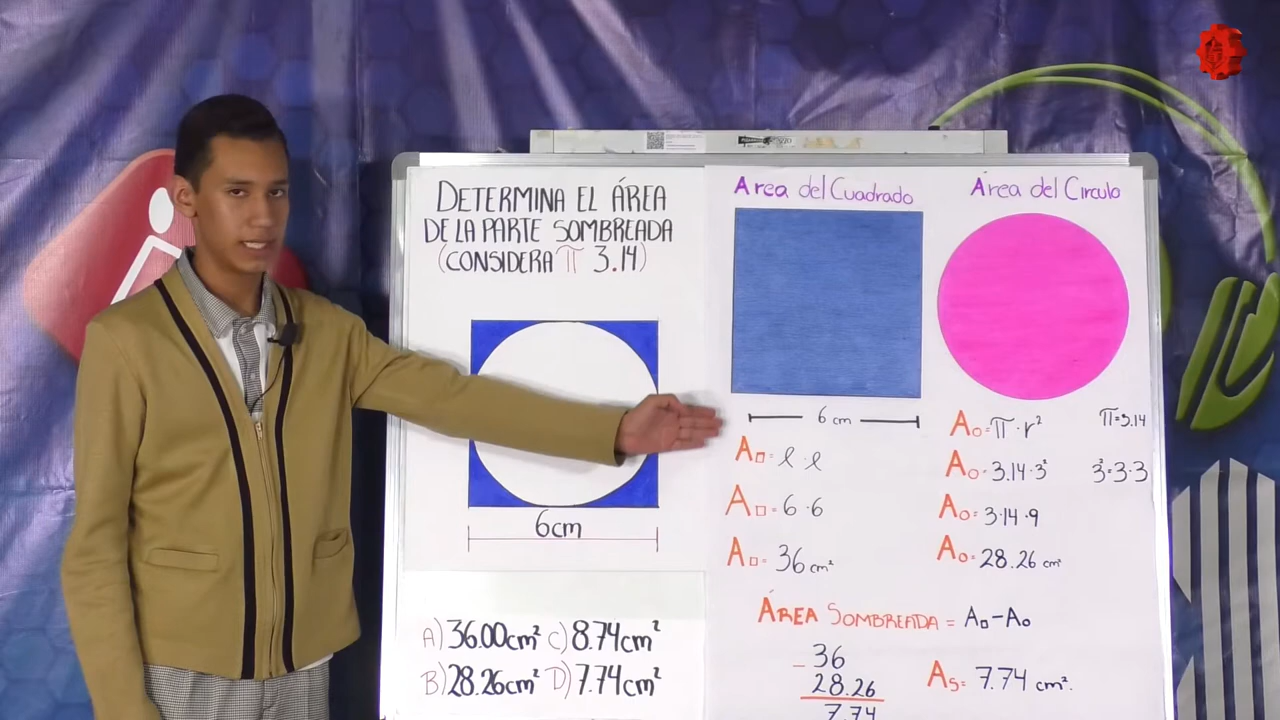 DETERMINA EL ÁREA
DE LA PARTE SOMBREADA
(CONSIDERA π 3.14)
6cm
A) 36.00cm² C) 8.74cm²
B) 28.26cm² D) 7.74cm²
Area del Cuadrado
6 cm
A□=l·l
A□=6·6
A□=36cm²
Area del Circulo
A○=π·r² π=3.14
A○=3.14·3² 3²=3·3
A○=3.14·9
A○=28.26 cm²
ÁREA SOMBREADA = A□-A○
-36
28.26
7.74
As=7.74 cm².